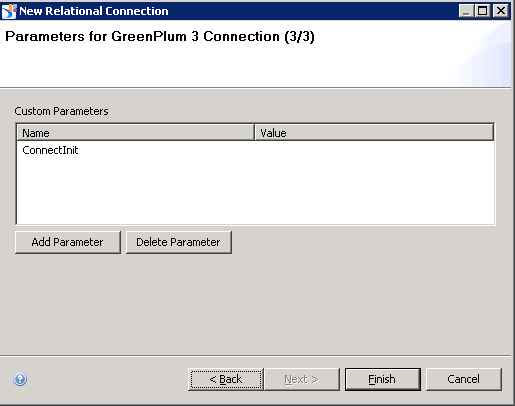 New Relational Connection
Parameters for GreenPlum 3 Connection (3/3)
Custom Parameters
Name Value
ConnectInit
Add Parameter Delete Parameter
? < Back Next > Finish Cancel